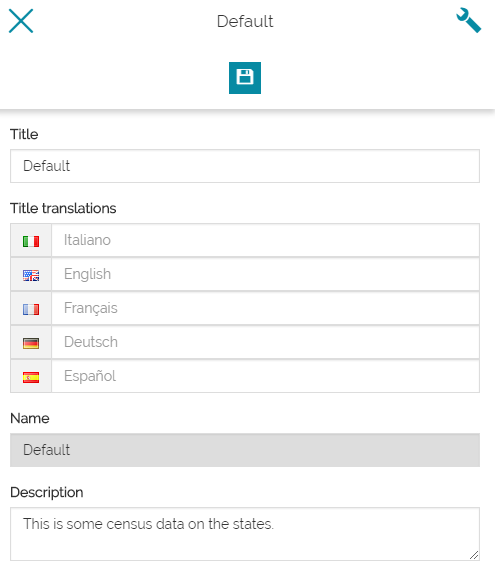 Default
Title
Default
Title translations
Italiano
English
Français
Deutsch
Español
Name
Default
Description
This is some census data on the states.